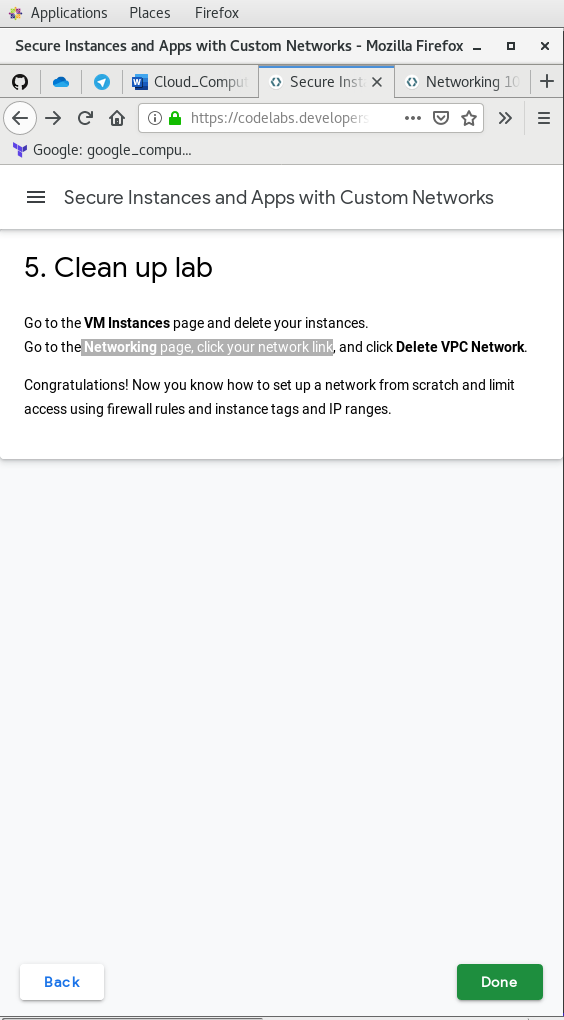 Applications Places Firefox
Secure Instances and Apps with Custom Networks - Mozilla Firefox
Cloud_Comput Secure Inst Networking 10
https://codelabs.developers
Google: google_compu...
Secure Instances and Apps with Custom Networks
5. Clean up lab
Go to the VM Instances page and delete your instances.
Go to the Networking page, click your network link, and click Delete VPC Network.
Congratulations! Now you know how to set up a network from scratch and limit
access using firewall rules and instance tags and IP ranges.
Back Done